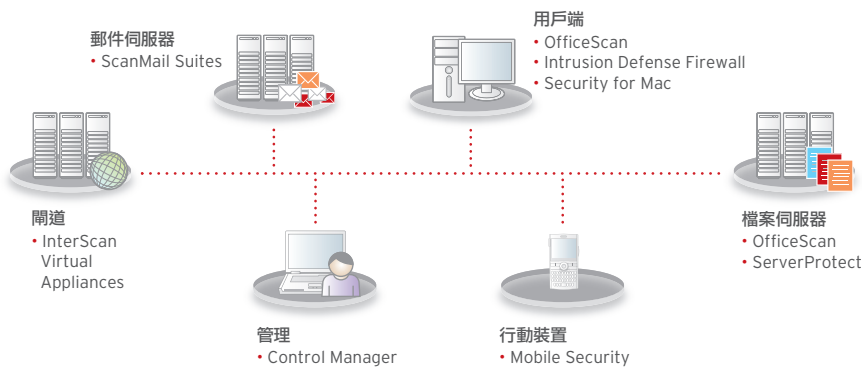 郵件伺服器
• ScanMail Suites
用戶端
• OfficeScan
• Intrusion Defense Firewall
• Security for Mac
閘道
• InterScan
Virtual
Appliances
檔案伺服器
• OfficeScan
• ServerProtect
管理
• Control Manager
行動裝置
• Mobile Security